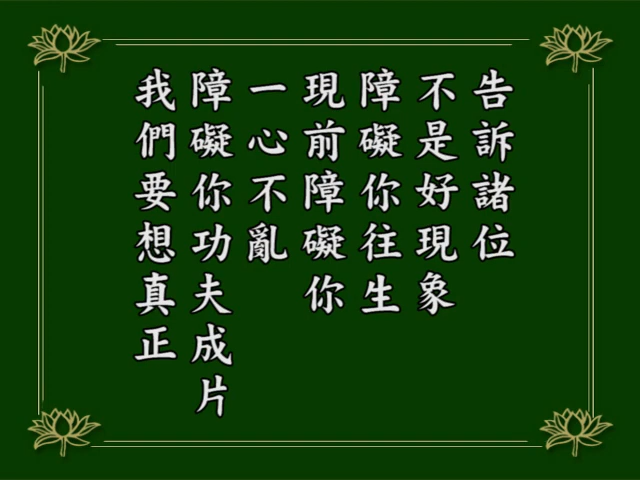 告訴諸位
不是好現象
障礙你往生
現前障礙你
一心不亂
障礙你功夫成片
我們要想真正